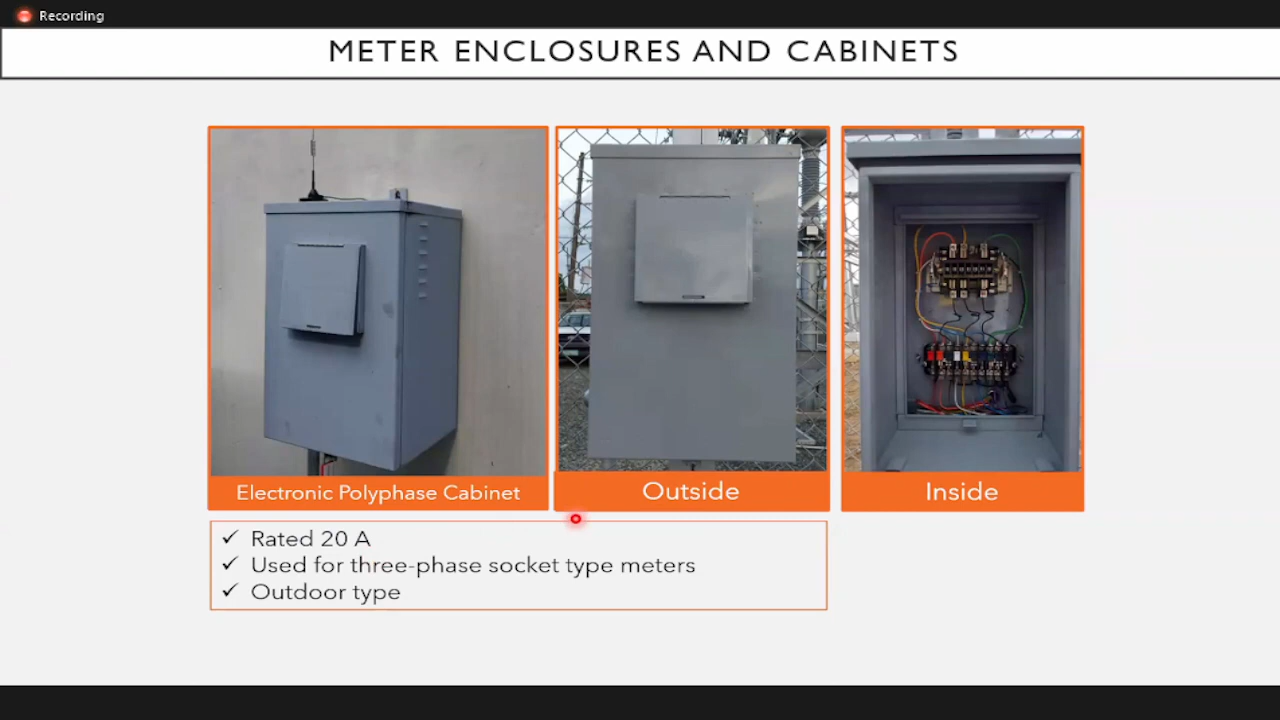 Recording
METER ENCLOSURES AND CABINETS
Electronic Polyphase Cabinet
Outside
Inside
✓ Rated 20 A
✓ Used for three-phase socket type meters
✓ Outdoor type